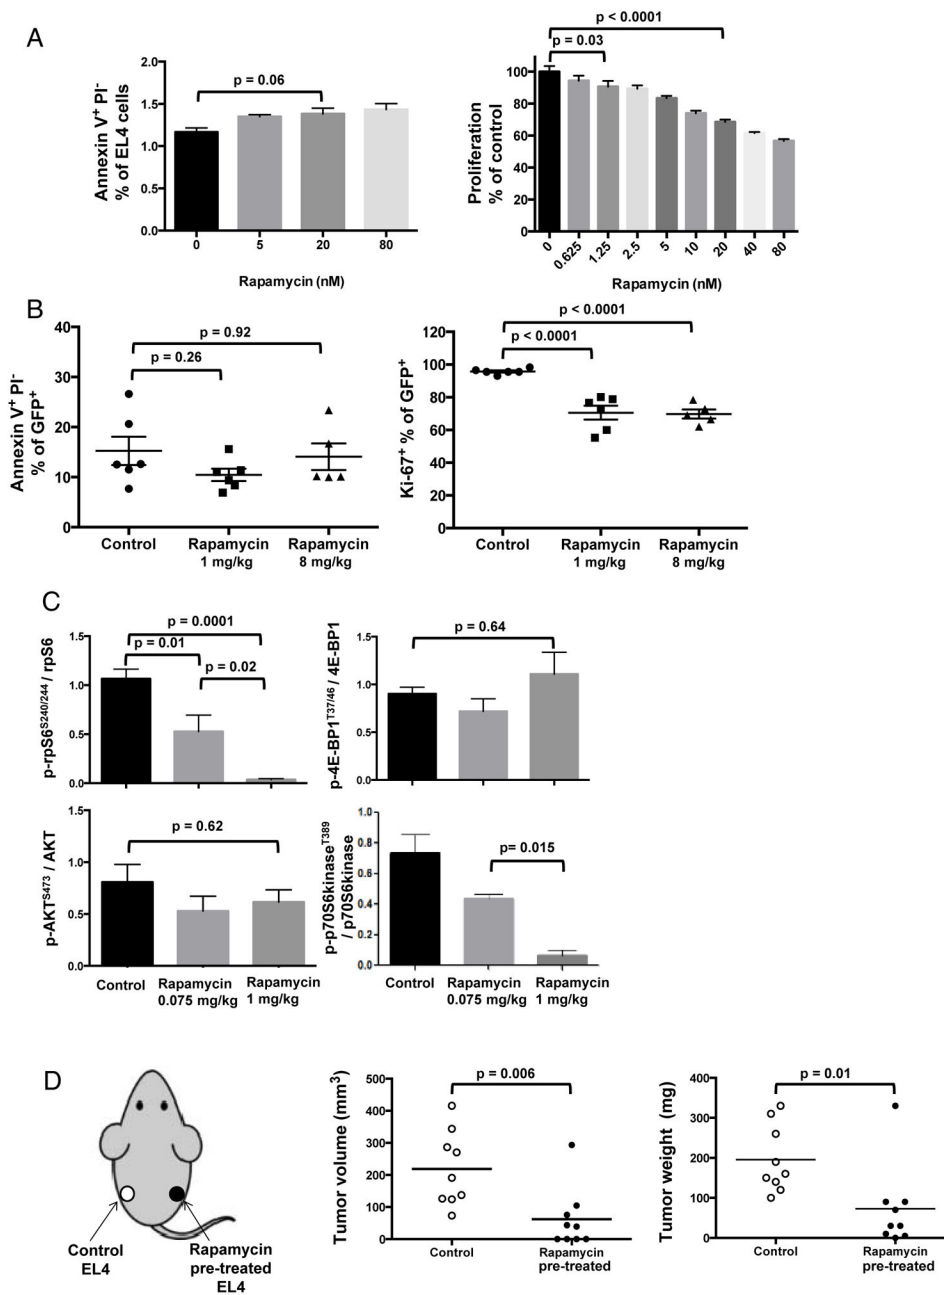 A
Annexin V+ PI-
% of EL4 cells
2.0
1.5
1.0
0.5
0.0
p = 0.06
0 5 20 80
Rapamycin (nM)
Proliferation
% of control
100
80
60
40
20
0
p < 0.0001
p = 0.03
0 0.625 1.25 2.5 5 10 20 40 80
Rapamycin (nM)
B
Annexin V+ PI-
% of GFP+
40
30
20
10
0
p = 0.92
p = 0.26
Control
Rapamycin
1 mg/kg
Rapamycin
8 mg/kg
Ki-67+ % of GFP+
120
100
80
60
40
20
0
p < 0.0001
p < 0.0001
Control
Rapamycin
1 mg/kg
Rapamycin
8 mg/kg
C
p-rpS6S240/244 / rpS6
1.5
1.0
0.5
0.0
p = 0.0001
p = 0.01
p = 0.02
p-4E-BP1T37/46 / 4E-BP1
1.5
1.0
0.5
0.0
p = 0.64
p-AKTS473 / AKT
1.5
1.0
0.5
0.0
p = 0.62
Control
Rapamycin
0.075 mg/kg
Rapamycin
1 mg/kg
p-p70S6kinaseT389
/ p70S6kinase
1.0
0.8
0.6
0.4
0.2
0.0
p= 0.015
Control
Rapamycin
0.075 mg/kg
Rapamycin
1 mg/kg
D
Control
EL4
Rapamycin
pre-treated
EL4
Tumor volume (mm3)
500
400
300
200
100
0
p = 0.006
Control
Rapamycin
pre-treated
Tumor weight (mg)
400
300
200
100
0
p = 0.01
Control
Rapamycin
pre-treated